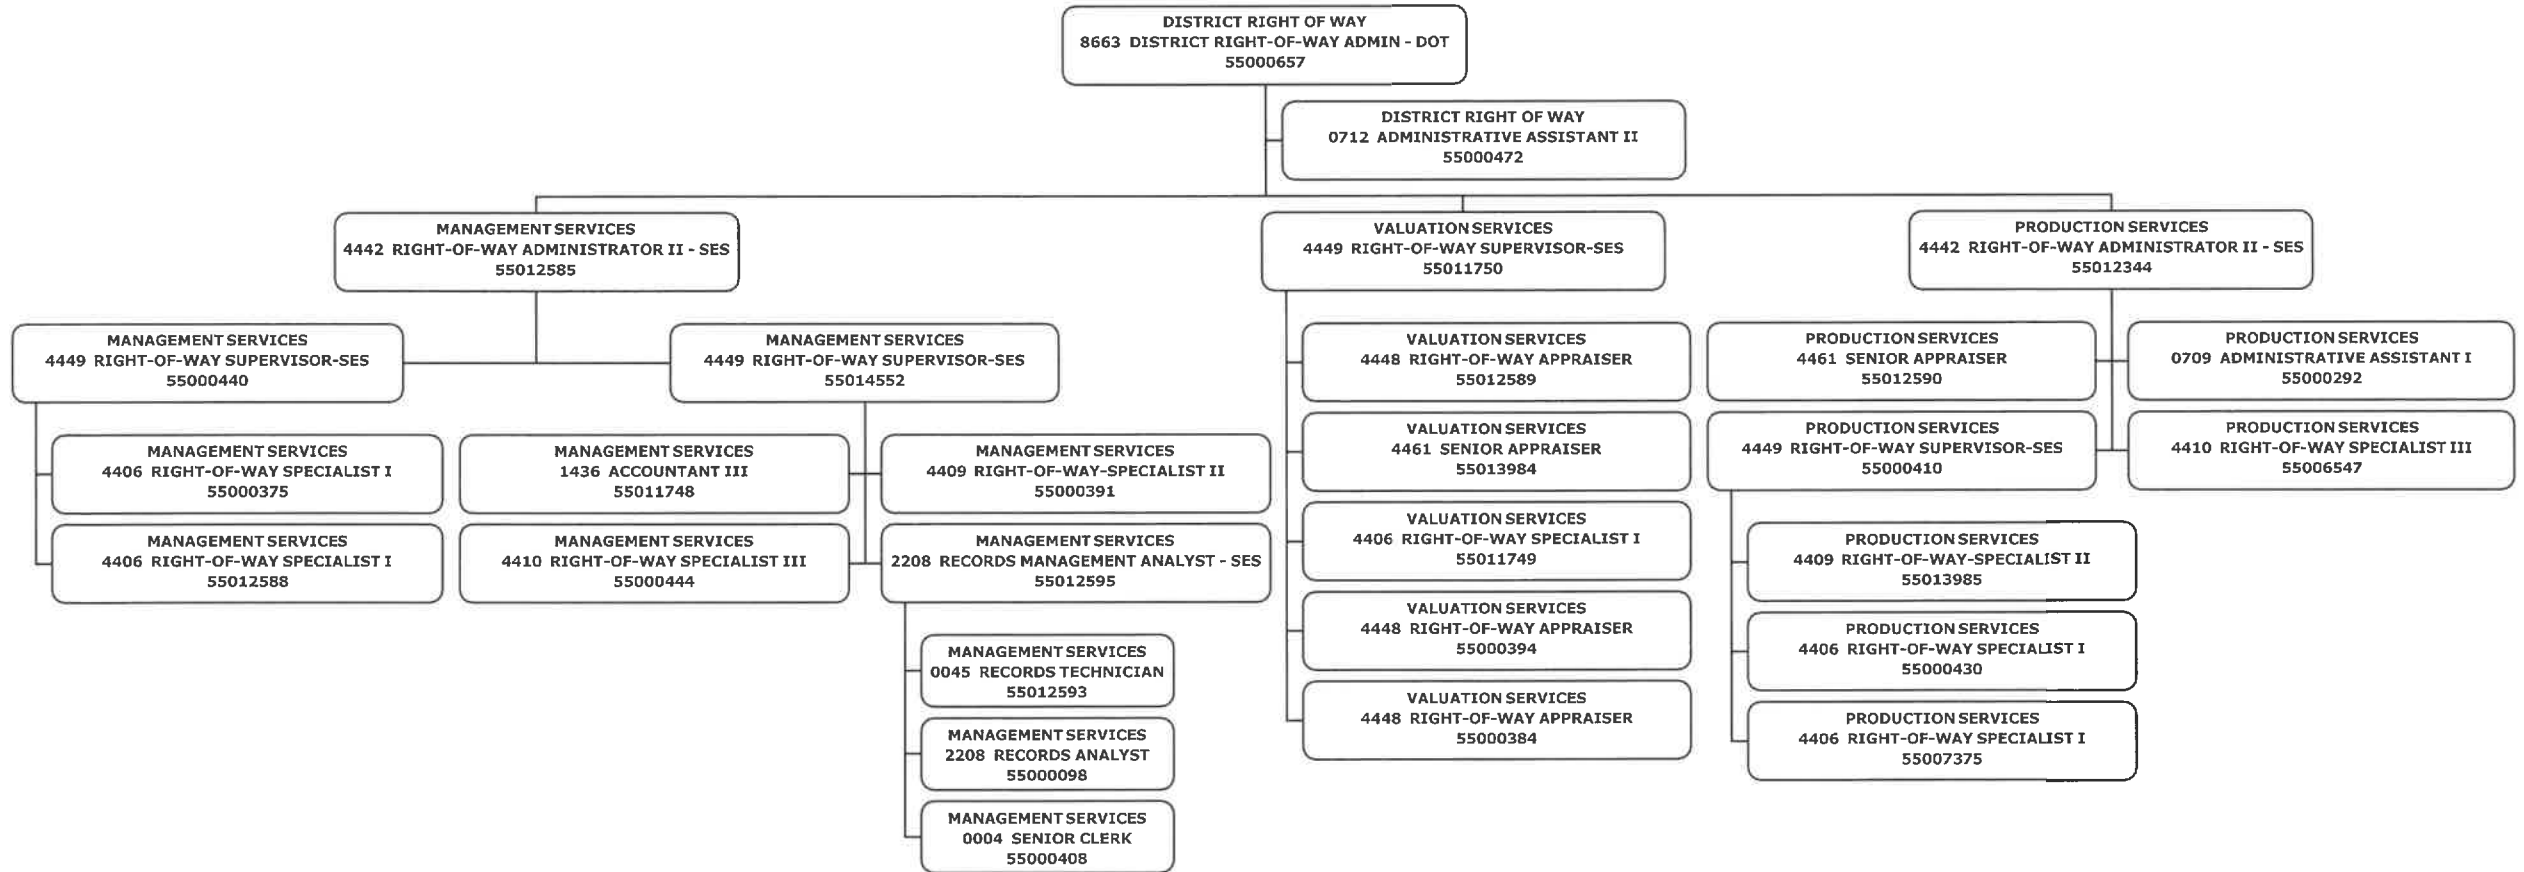 DISTRICT RIGHT OF WAY
8663 DISTRICT RIGHT-OF-WAY ADMIN - DOT
55000657
DISTRICT RIGHT OF WAY
0712 ADMINISTRATIVE ASSISTANT II
55000472
MANAGEMENT SERVICES
4442 RIGHT-OF-WAY ADMINISTRATOR II - SES
55012585
VALUATION SERVICES
4449 RIGHT-OF-WAY SUPERVISOR-SES
55011750
PRODUCTION SERVICES
4442 RIGHT-OF-WAY ADMINISTRATOR II - SES
55012344
MANAGEMENT SERVICES
4449 RIGHT-OF-WAY SUPERVISOR-SES
55000440
MANAGEMENT SERVICES
4449 RIGHT-OF-WAY SUPERVISOR-SES
55014552
MANAGEMENT SERVICES
4406 RIGHT-OF-WAY SPECIALIST I
55000375
MANAGEMENT SERVICES
4406 RIGHT-OF-WAY SPECIALIST I
55012588
MANAGEMENT SERVICES
1436 ACCOUNTANT III
55011748
MANAGEMENT SERVICES
4409 RIGHT-OF-WAY-SPECIALIST II
55000391
MANAGEMENT SERVICES
4410 RIGHT-OF-WAY SPECIALIST III
55000444
MANAGEMENT SERVICES
2208 RECORDS MANAGEMENT ANALYST - SES
55012595
MANAGEMENT SERVICES
0045 RECORDS TECHNICIAN
55012593
MANAGEMENT SERVICES
2208 RECORDS ANALYST
55000098
MANAGEMENT SERVICES
0004 SENIOR CLERK
55000408
VALUATION SERVICES
4448 RIGHT-OF-WAY APPRAISER
55012589
VALUATION SERVICES
4461 SENIOR APPRAISER
55013984
VALUATION SERVICES
4406 RIGHT-OF-WAY SPECIALIST I
55011749
VALUATION SERVICES
4448 RIGHT-OF-WAY APPRAISER
55000394
VALUATION SERVICES
4448 RIGHT-OF-WAY APPRAISER
55000384
PRODUCTION SERVICES
4461 SENIOR APPRAISER
55012590
PRODUCTION SERVICES
0709 ADMINISTRATIVE ASSISTANT I
55000292
PRODUCTION SERVICES
4449 RIGHT-OF-WAY SUPERVISOR-SES
55000410
PRODUCTION SERVICES
4410 RIGHT-OF-WAY SPECIALIST III
55006547
PRODUCTION SERVICES
4409 RIGHT-OF-WAY-SPECIALIST II
55013985
PRODUCTION SERVICES
4406 RIGHT-OF-WAY SPECIALIST I
55000430
PRODUCTION SERVICES
4406 RIGHT-OF-WAY SPECIALIST I
55007375